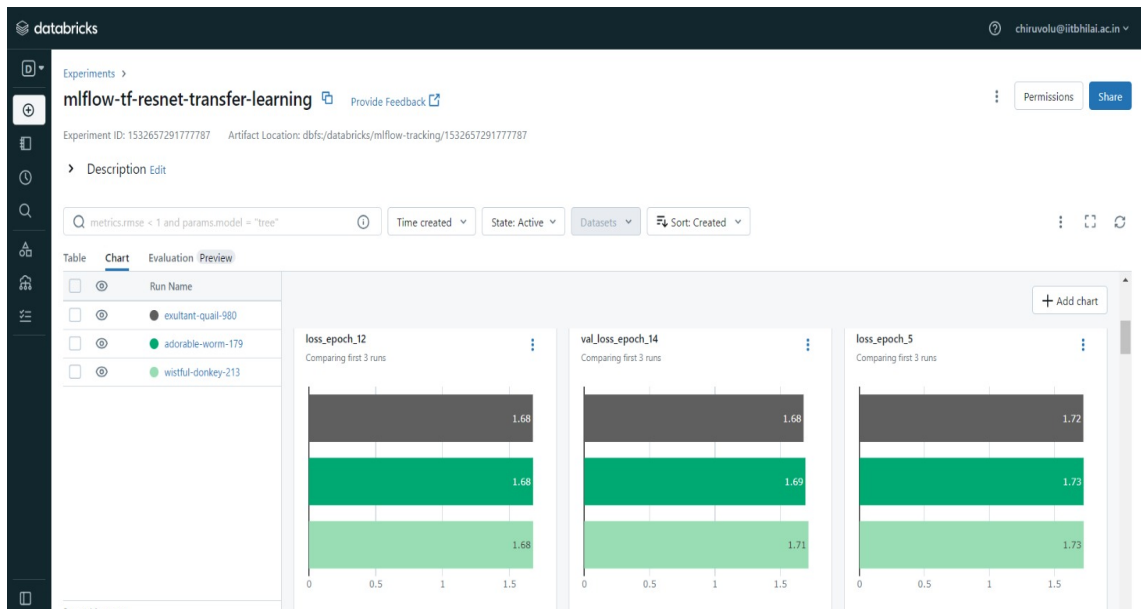 databricks
chiruvolu@iitbhilai.ac.in
D
Experiments >
mlflow-tf-resnet-transfer-learning Provide Feedback
Permissions Share
Experiment ID: 1532657291777787 Artifact Location: dbfs:/databricks/mlflow-tracking/1532657291777787
> Description Edit
metrics.rmse < 1 and params.model = "tree" Time created State: Active Datasets Sort: Created
Table Chart Evaluation Preview
Run Name
+ Add chart
exultant-quail-980
adorable-worm-179
wistful-donkey-213
loss_epoch_12
Comparing first 3 runs
1.68
1.68
1.68
0 0.5 1 1.5
val_loss_epoch_14
Comparing first 3 runs
1.68
1.69
1.71
0 0.5 1 1.5
loss_epoch_5
Comparing first 3 runs
1.72
1.73
1.73
0 0.5 1 1.5